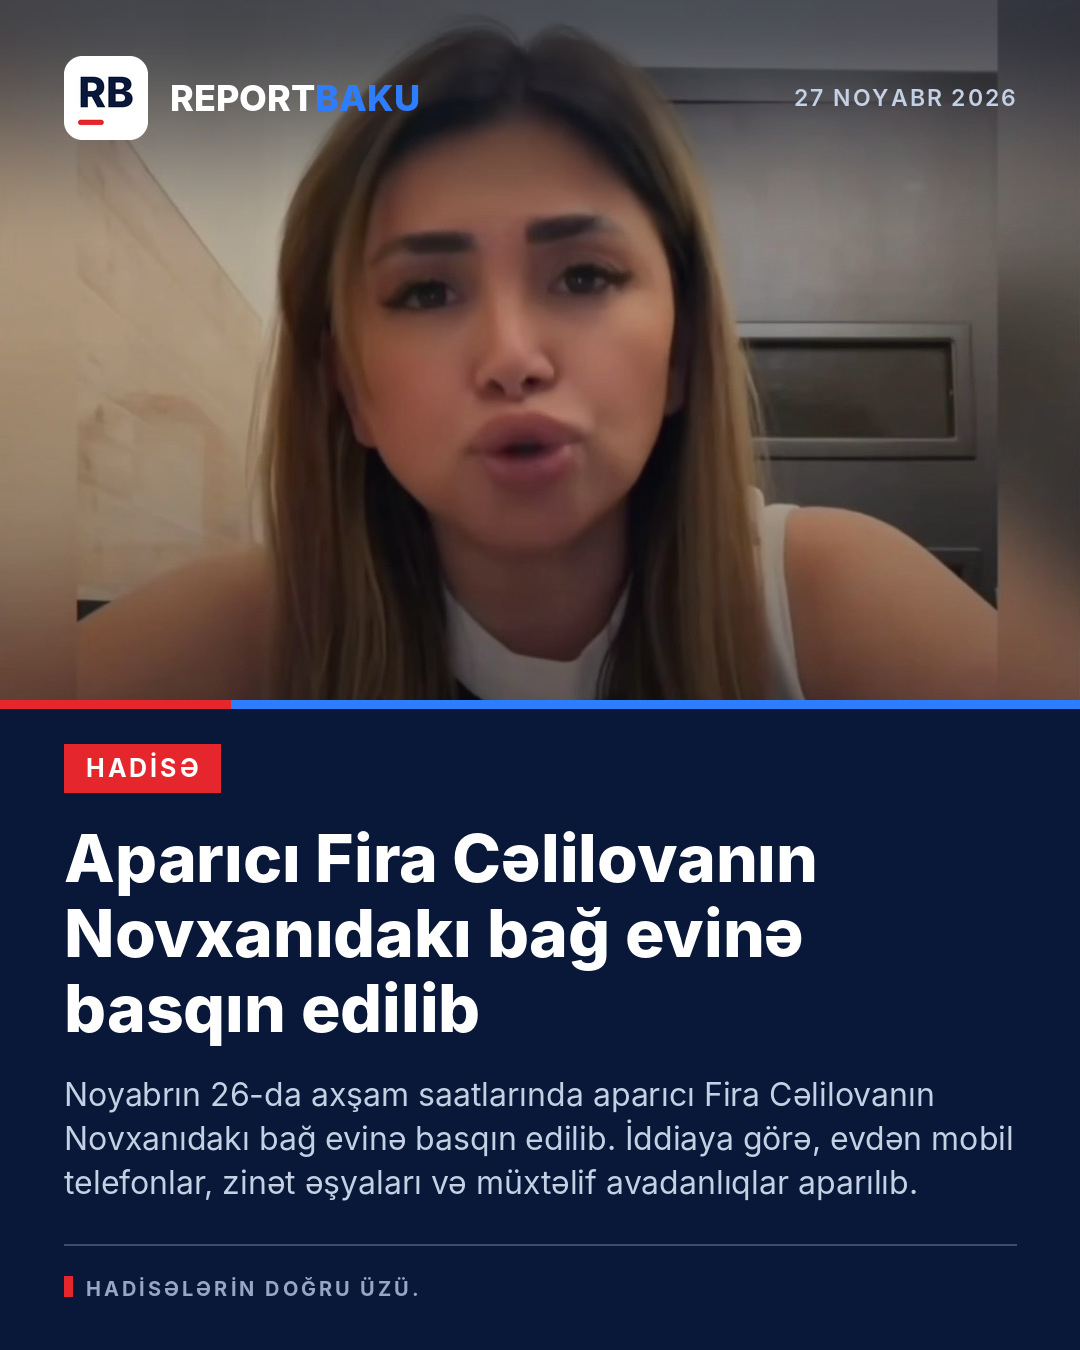 RB
REPORTBAKU
27 NOYABR 2026
HADİSƏ
Aparıcı Fira Cəlilovanın
Novxanıdakı bağ evinə
basqın edilib
Noyabrın 26-da axşam saatlarında aparıcı Fira Cəlilovanın
Novxanıdakı bağ evinə basqın edilib. İddiaya görə, evdən mobil
telefonlar, zinət əşyaları və müxtəlif avadanlıqlar aparılıb.
HADİSƏLƏRİN DOĞRU ÜZÜ.